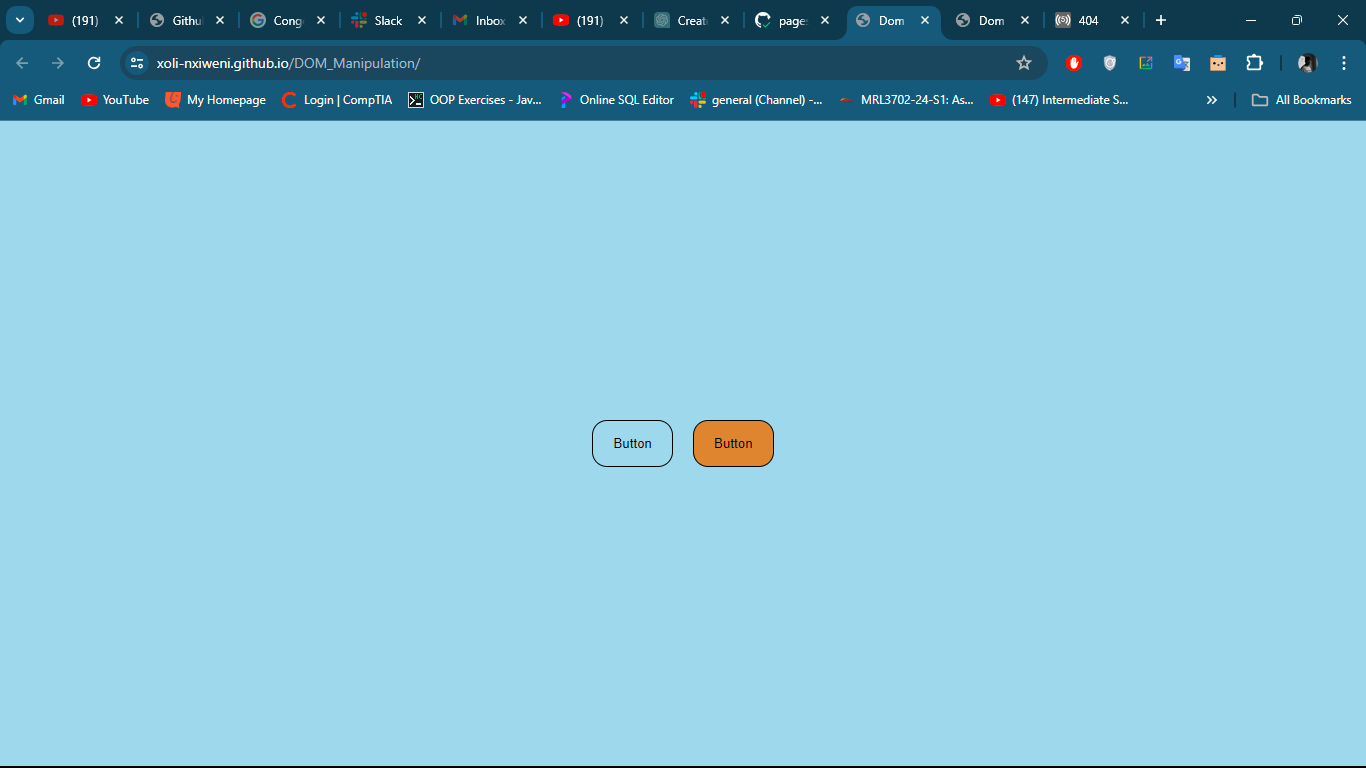 (191) Githu Cong Slack Inbox (191) Create page Dom Dom 404
xoli-nxiweni.github.io/DOM_Manipulation/
Gmail YouTube My Homepage Login | CompTIA OOP Exercises - Jav... Online SQL Editor general (Channel) -... MRL3702-24-S1: As... (147) Intermediate S... All Bookmarks
Button Button